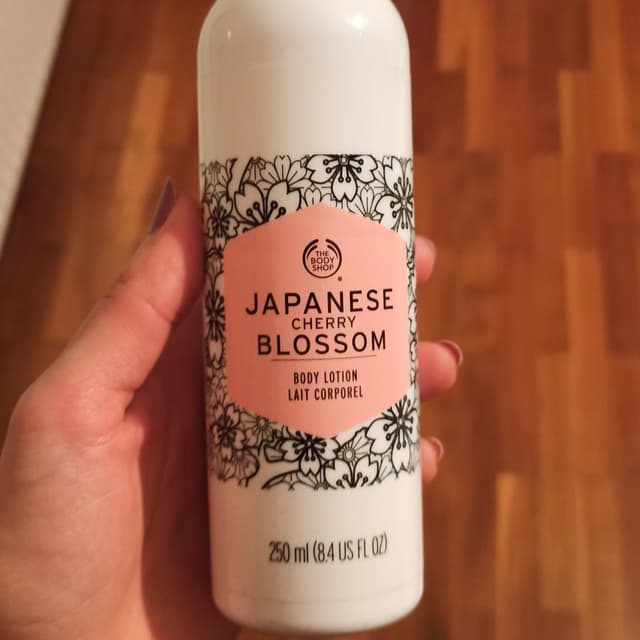 THE
BODY
SHOP
®
JAPANESE
CHERRY
BLOSSOM
BODY LOTION
LAIT CORPOREL
250 ml (8.4 US FL OZ)